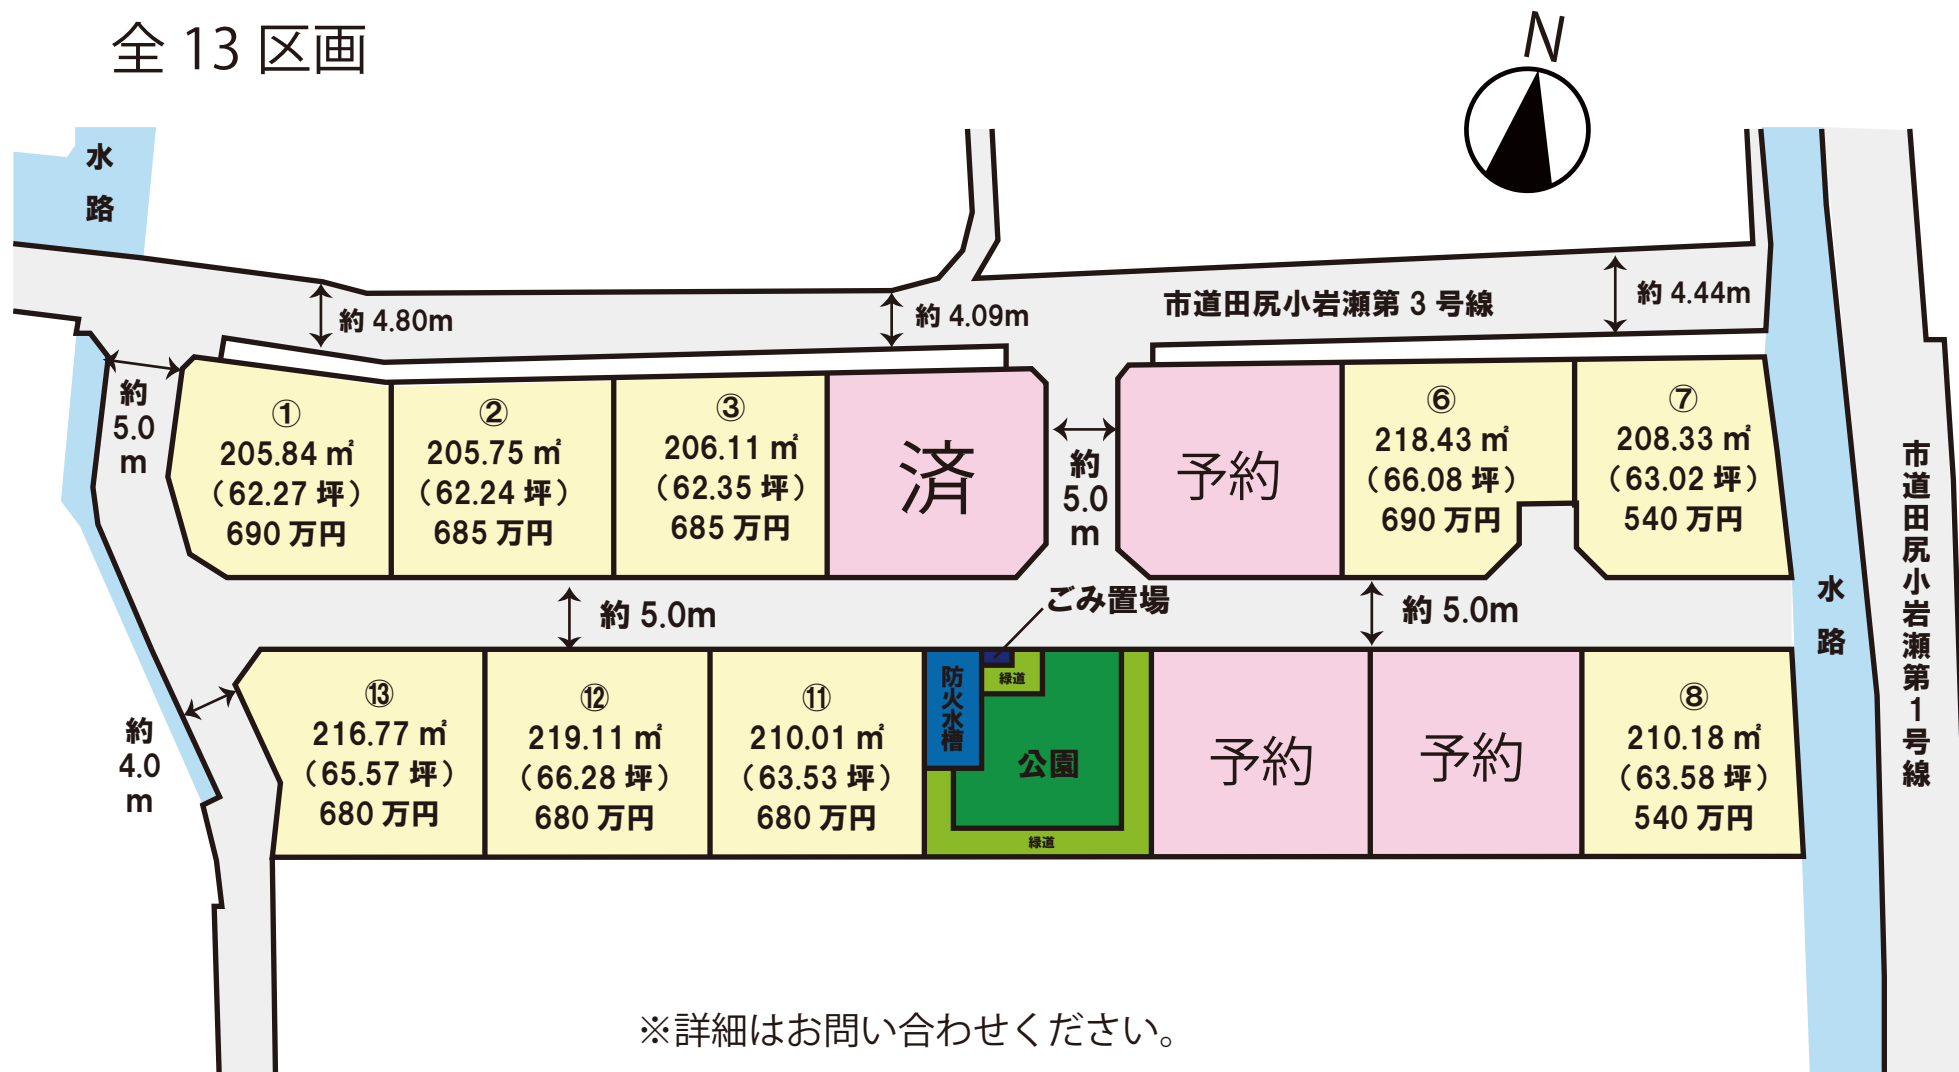 全 13 区画
N
水路
約 4.80m
約 4.09m
市道田尻小岩瀬第 3 号線
約 4.44m
約
5.0
m
①
205.84 ㎡
（62.27 坪）
690 万円
②
205.75 ㎡
（62.24 坪）
685 万円
③
206.11 ㎡
（62.35 坪）
685 万円
済
約
5.0
m
予約
⑥
218.43 ㎡
（66.08 坪）
690 万円
⑦
208.33 ㎡
（63.02 坪）
540 万円
市道田尻小岩瀬第1号線
水路
約 5.0m
ごみ置場
約 5.0m
約
4.0
m
⑬
216.77 ㎡
（65.57 坪）
680 万円
⑫
219.11 ㎡
（66.28 坪）
680 万円
⑪
210.01 ㎡
（63.53 坪）
680 万円
防火水槽
緑道
公園
緑道
予約
予約
⑧
210.18 ㎡
（63.58 坪）
540 万円
※詳細はお問い合わせください。